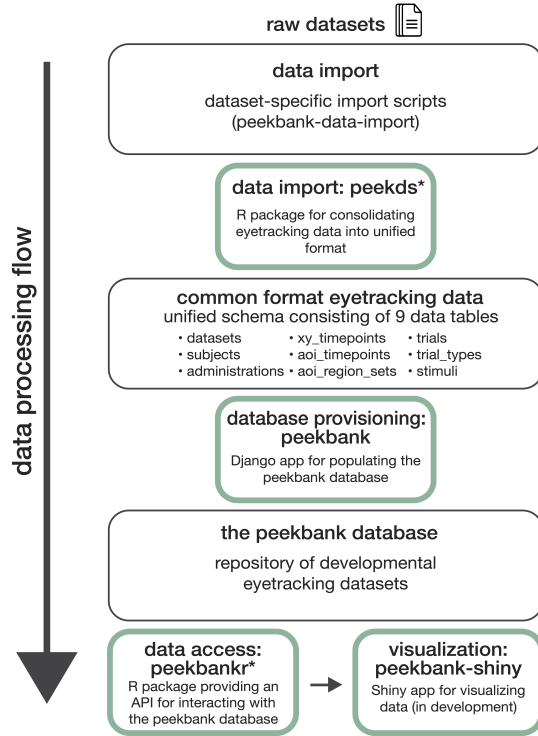 raw datasets
data import
dataset-specific import scripts
(peekbank-data-import)
data import: peekds*
R package for consolidating
eyetracking data into unified
format
common format eyetracking data
unified schema consisting of 9 data tables
• datasets • xy_timepoints • trials
• subjects • aoi_timepoints • trial_types
• administrations • aoi_region_sets • stimuli
database provisioning:
peekbank
Django app for populating the
peekbank database
the peekbank database
repository of developmental
eyetracking datasets
data access:
peekbankr*
R package providing an
API for interacting with
the peekbank database
visualization:
peekbank-shiny
Shiny app for visualizing
data (in development)
data processing flow